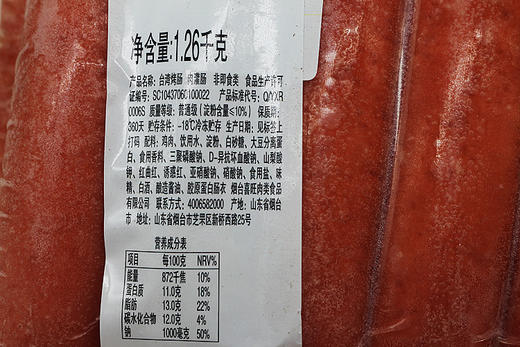 净含量:1.26千克
产品名称: 台湾烤肠 肉灌肠 非即食类 食品生产许可
证编号: SC10437060100022 产品标准代号: Q/YXR
0006S 质量等级: 普通级 (淀粉含量≤10%) 保质期:
360天 贮存条件: -18℃冷冻贮存 生产日期: 见标签上
打码 配料: 鸡肉、饮用水、淀粉、白砂糖、大豆分离蛋
白、食用香料、三聚磷酸钠、D-异抗坏血酸钠、山梨酸
钾、红曲红、诱惑红、亚硝酸钠、硝酸钠、食用盐、味
精、白酒、酿造酱油、胶原蛋白肠衣 烟台喜旺肉类食品
有限公司 联系方式: 4006582000 产地: 山东省烟台
市 地址: 山东省烟台市芝罘区新桥西路25号
营养成分表
项目 每100克 NRV%
能量 872千焦 10%
蛋白质 11.0克 18%
脂肪 13.0克 22%
碳水化合物 12.0克 4%
钠 1000毫克 50%